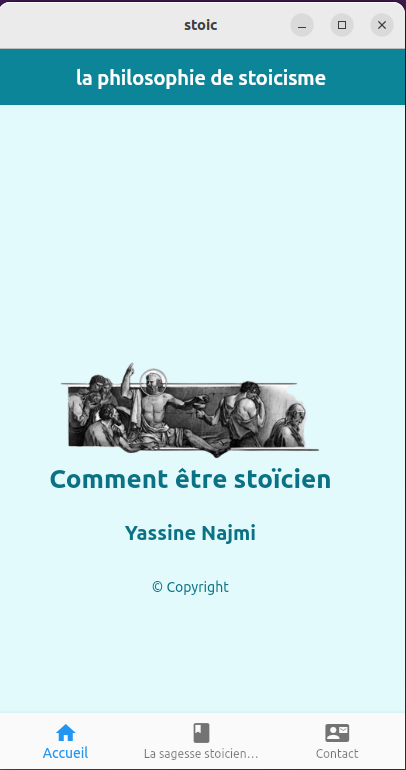 stoic
la philosophie de stoicisme
Comment être stoïcien
Yassine Najmi
© Copyright
Accueil
La sagesse stoicien…
Contact